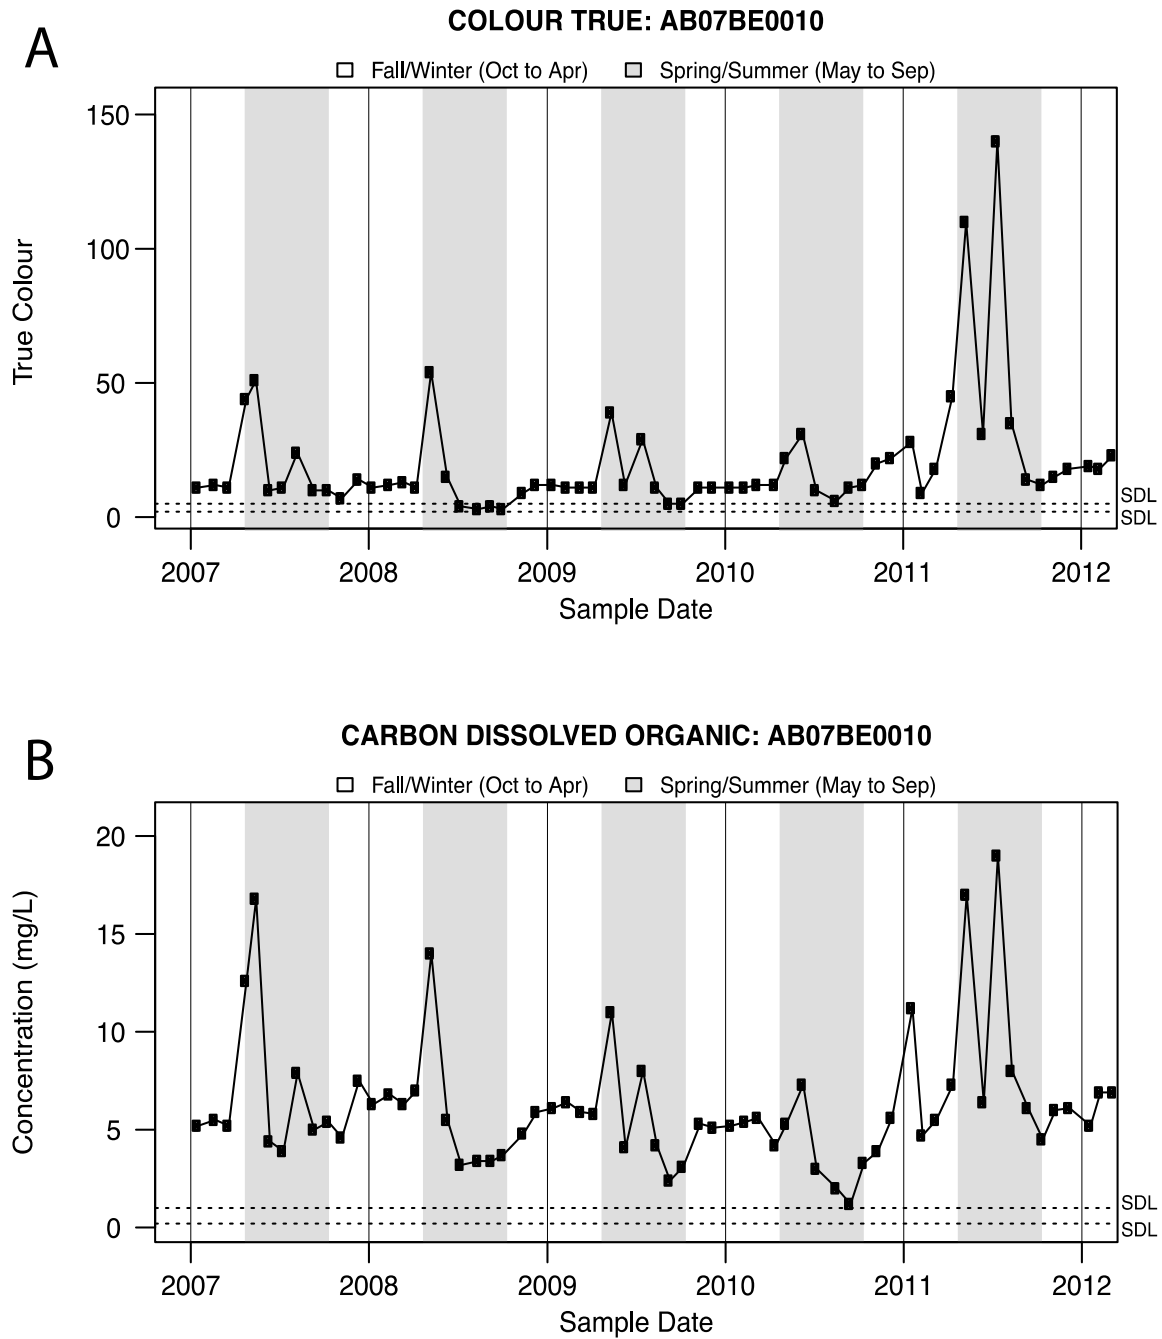 A
COLOUR TRUE: AB07BE0010
Fall/Winter (Oct to Apr) Spring/Summer (May to Sep)
150
100
50
0
True Colour
SDL
SDL
2007 2008 2009 2010 2011 2012
Sample Date
B
CARBON DISSOLVED ORGANIC: AB07BE0010
Fall/Winter (Oct to Apr) Spring/Summer (May to Sep)
20
15
10
5
0
Concentration (mg/L)
SDL
SDL
2007 2008 2009 2010 2011 2012
Sample Date